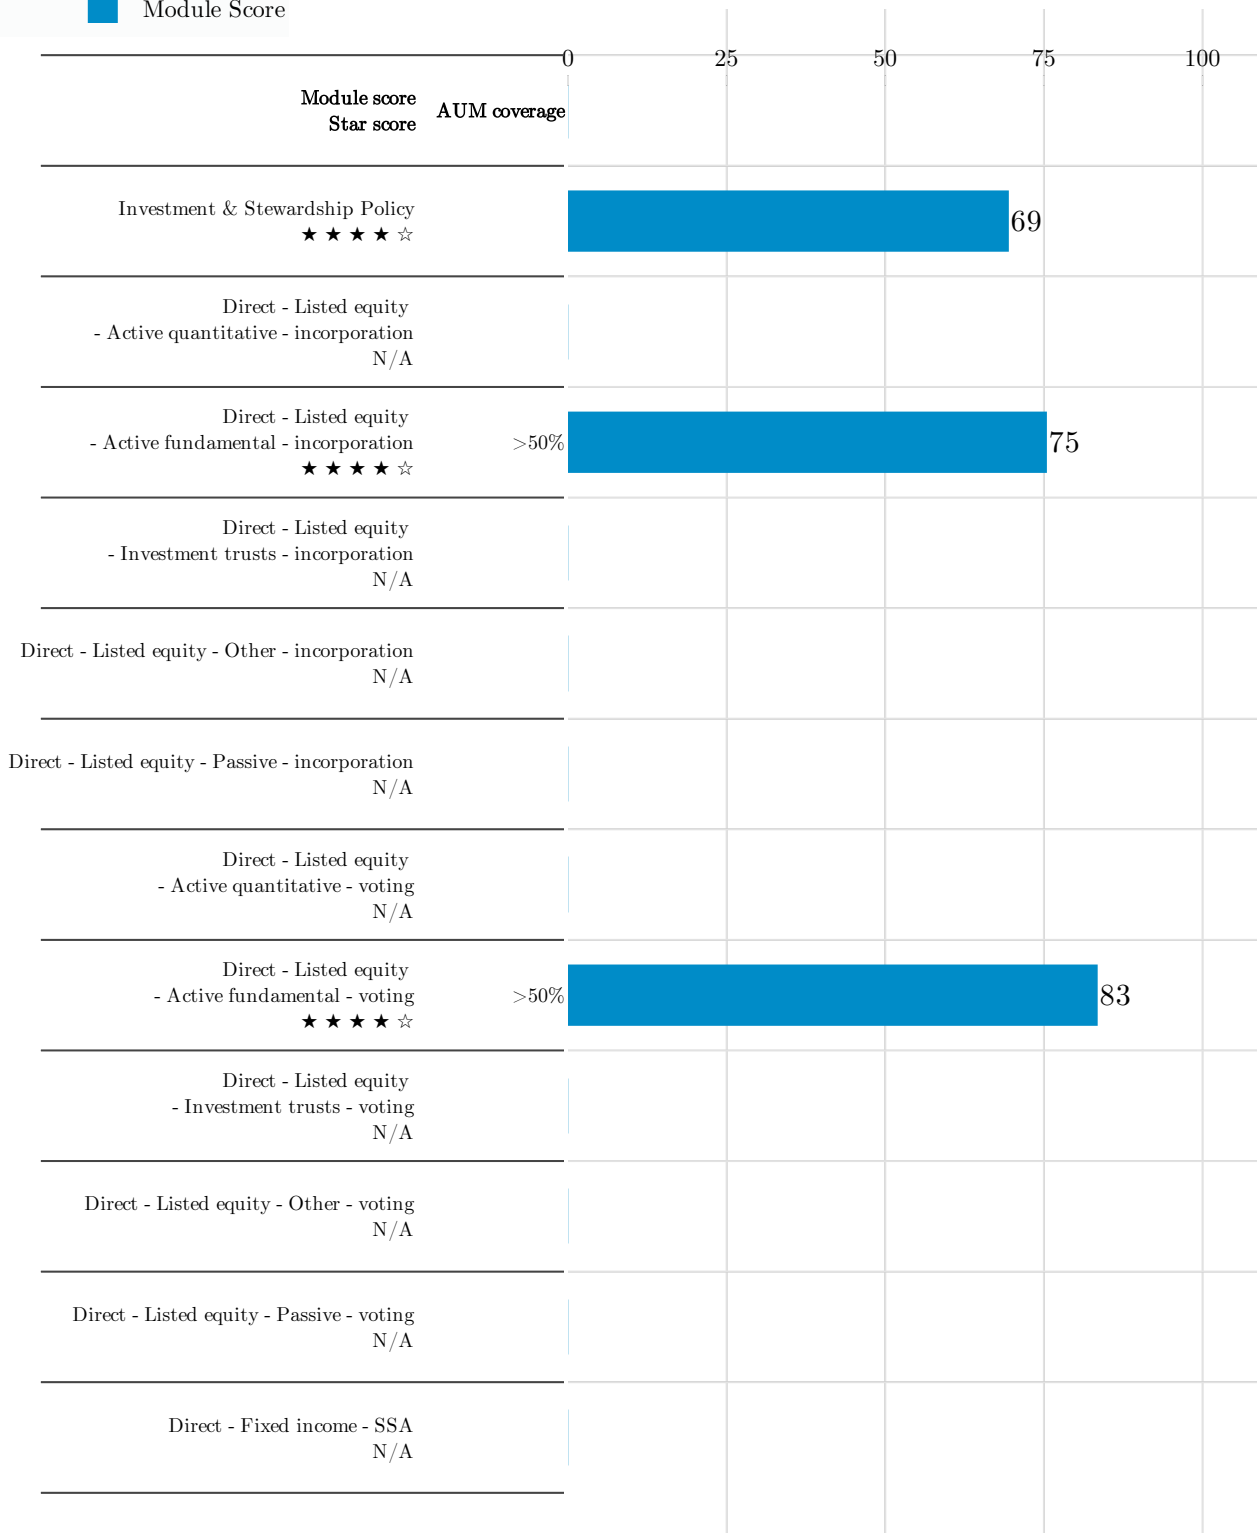 Module Score
0 25 50 75 100
Module score
Star score
AUM coverage
Investment & Stewardship Policy
★ ★ ★ ★ ☆
69
Direct - Listed equity
- Active quantitative - incorporation
N/A
Direct - Listed equity
- Active fundamental - incorporation
★ ★ ★ ★ ☆
>50%
75
Direct - Listed equity
- Investment trusts - incorporation
N/A
Direct - Listed equity - Other - incorporation
N/A
Direct - Listed equity - Passive - incorporation
N/A
Direct - Listed equity
- Active quantitative - voting
N/A
Direct - Listed equity
- Active fundamental - voting
★ ★ ★ ★ ☆
>50%
83
Direct - Listed equity
- Investment trusts - voting
N/A
Direct - Listed equity - Other - voting
N/A
Direct - Listed equity - Passive - voting
N/A
Direct - Fixed income - SSA
N/A